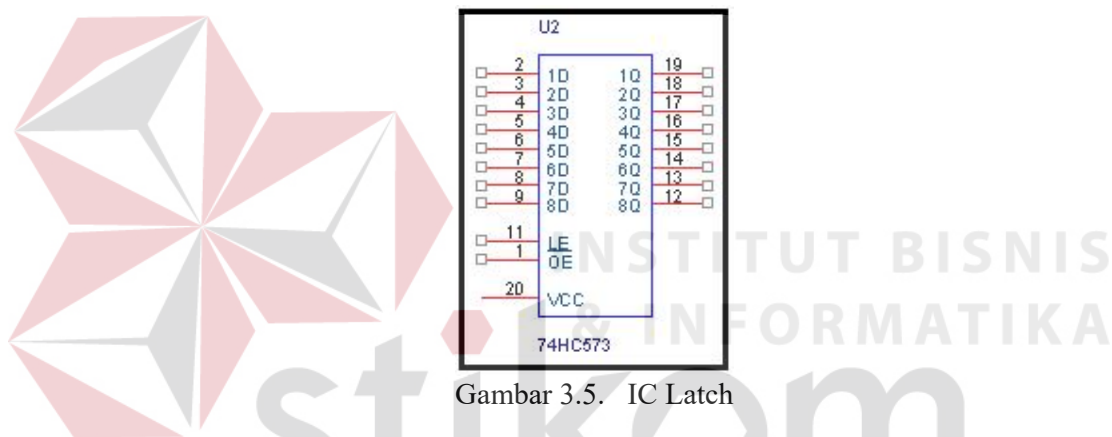 U2
2 1D 1Q 19
3 2D 2Q 18
4 3D 3Q 17
5 4D 4Q 16
6 5D 5Q 15
7 6D 6Q 14
8 7D 7Q 13
9 8D 8Q 12
11 LE
1 OE
20 VCC
74HC573
Gambar 3.5. IC Latch
INSTITUT BISNIS
& INFORMATIKA
stikom